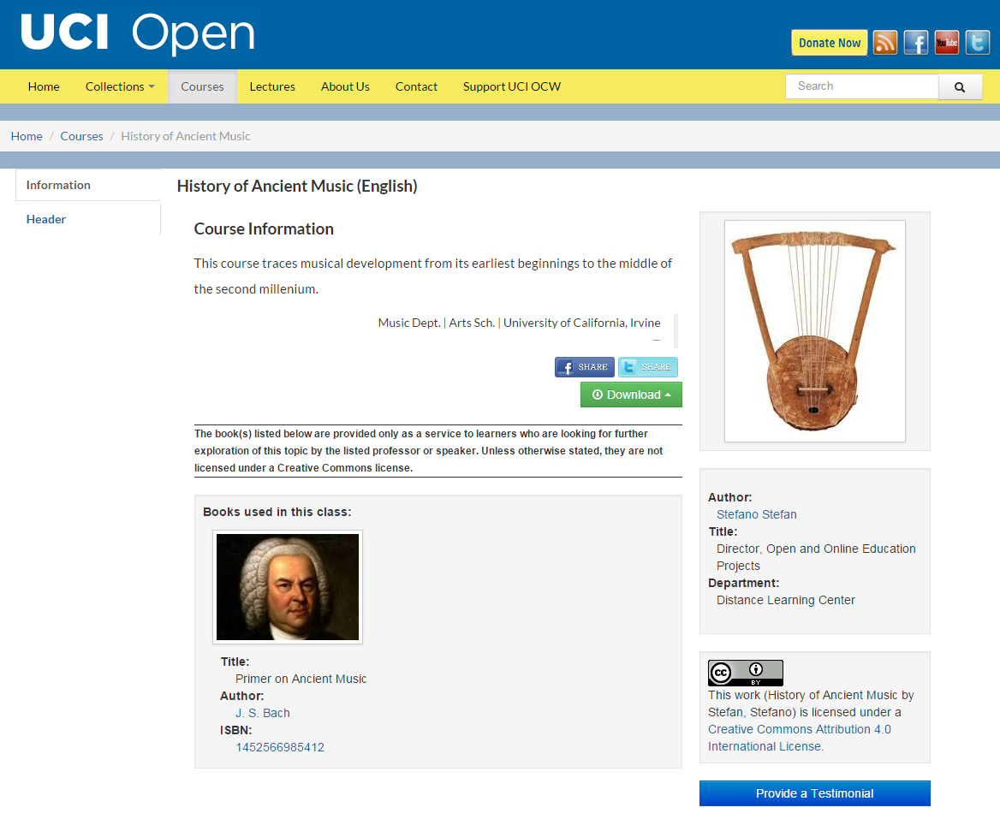 UCI Open
Donate Now
You Tube
Home Collections Courses Lectures About Us Contact Support UCI OCW
Search
Home / Courses / History of Ancient Music
Information
Header
History of Ancient Music (English)
Course Information
This course traces musical development from its earliest beginnings to the middle of
the second millenium.
Music Dept. | Arts Sch. | University of California, Irvine
—
f SHARE t SHARE
Download
The book(s) listed below are provided only as a service to learners who are looking for further
exploration of this topic by the listed professor or speaker. Unless otherwise stated, they are not
licensed under a Creative Commons license.
Books used in this class:
Title:
Primer on Ancient Music
Author:
J. S. Bach
ISBN:
1452566985412
Author:
Stefano Stefan
Title:
Director, Open and Online Education
Projects
Department:
Distance Learning Center
cc BY
This work (History of Ancient Music by
Stefan, Stefano) is licensed under a
Creative Commons Attribution 4.0
International License.
Provide a Testimonial